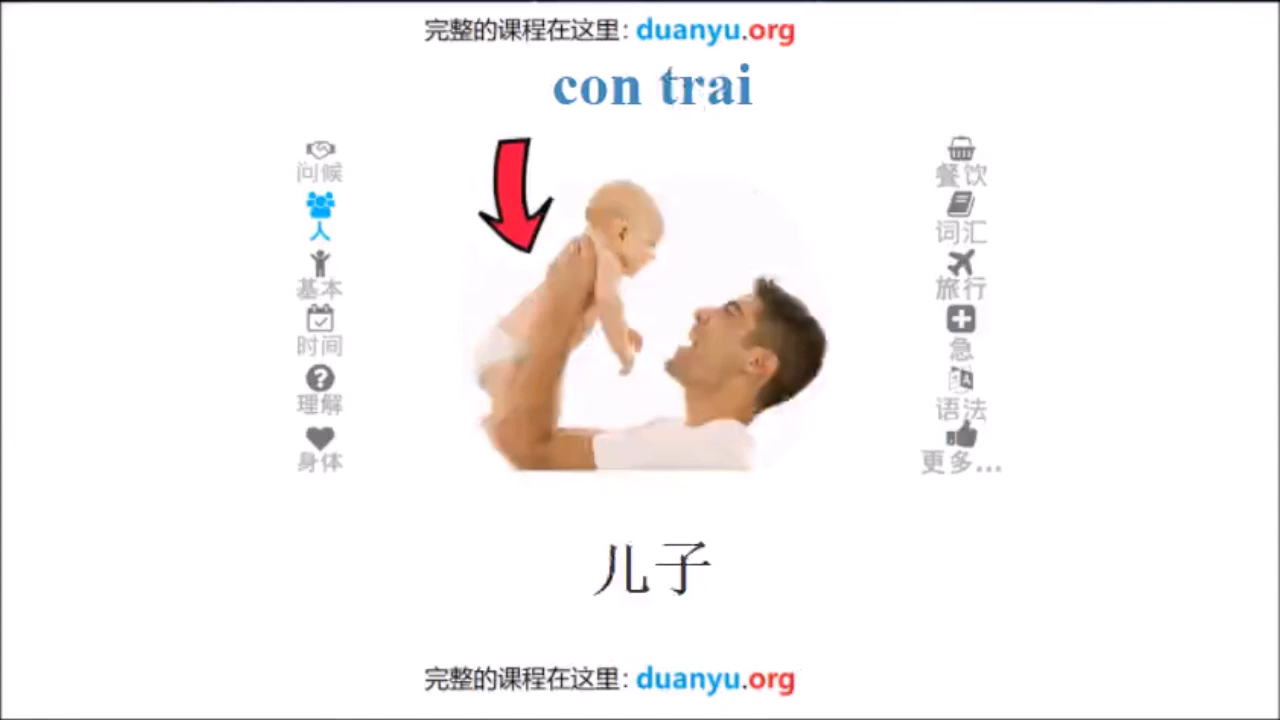 完整的课程在这里: duanyu.org
con trai
问候
人
基本
时间
理解
身体
餐饮
词汇
旅行
急
语法
更多...
儿子
完整的课程在这里: duanyu.org